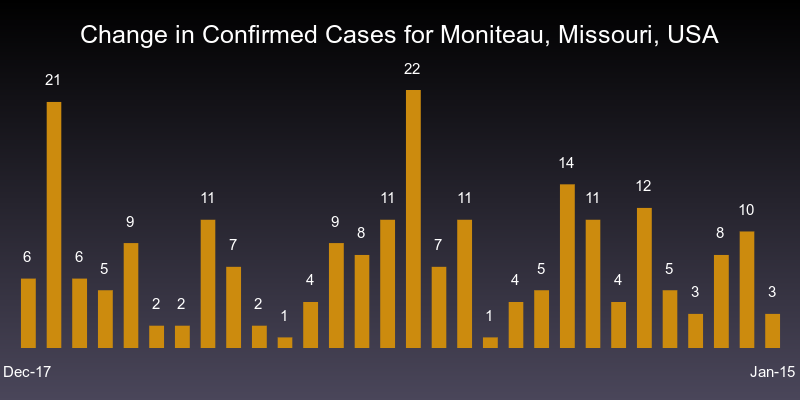 Change in Confirmed Cases for Moniteau, Missouri, USA
6 21 6 5 9 2 2 11 7 2 1 4 9 8 11 22 7 11 1 4 5 14 11 4 12 5 3 8 10 3
Dec-17 Jan-15